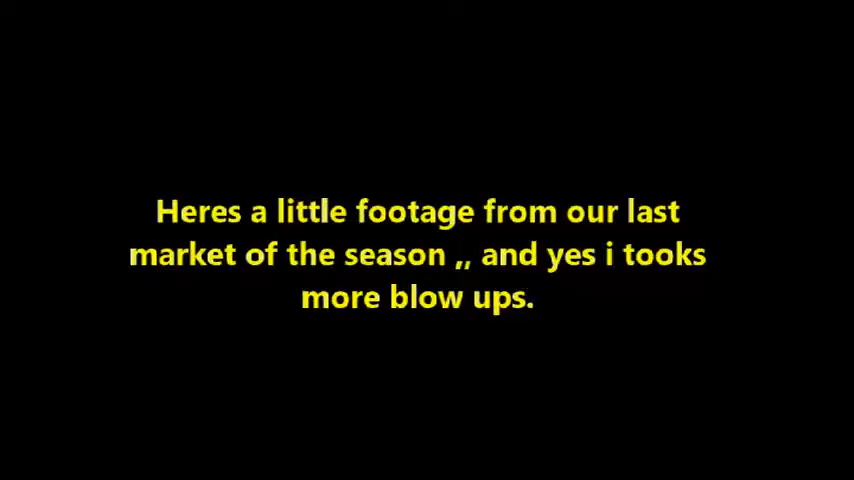 Heres a little footage from our last
market of the season ,, and yes i tooks
more blow ups.